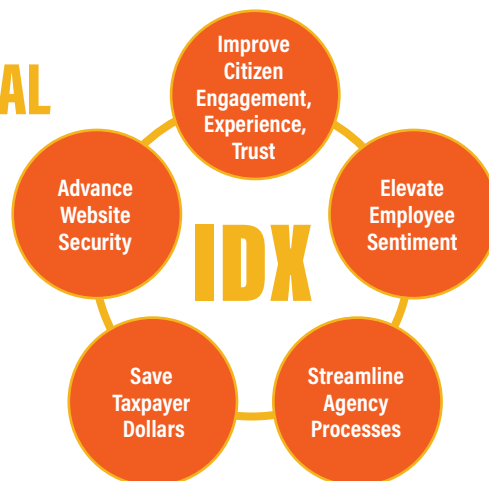 AL
Improve
Citizen
Engagement,
Experience,
Trust
Advance
Website
Security
Elevate
Employee
Sentiment
IDX
Save
Taxpayer
Dollars
Streamline
Agency
Processes